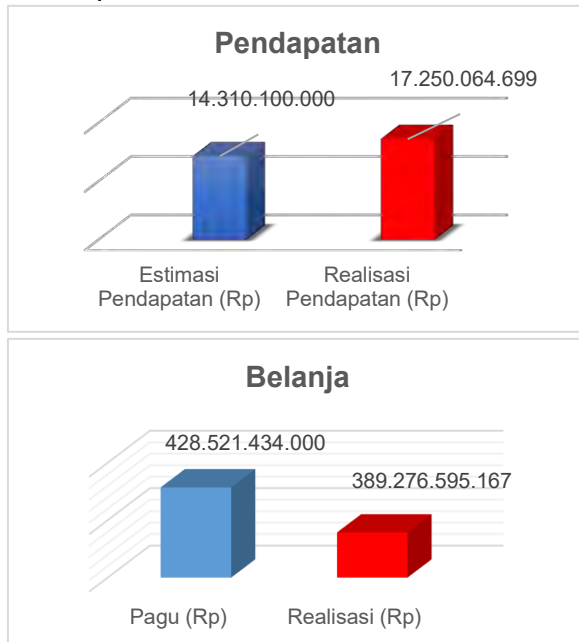 Pendapatan
14.310.100.000
17.250.064.699
Estimasi
Pendapatan (Rp)
Realisasi
Pendapatan (Rp)
Belanja
428.521.434.000
389.276.595.167
Pagu (Rp)
Realisasi (Rp)